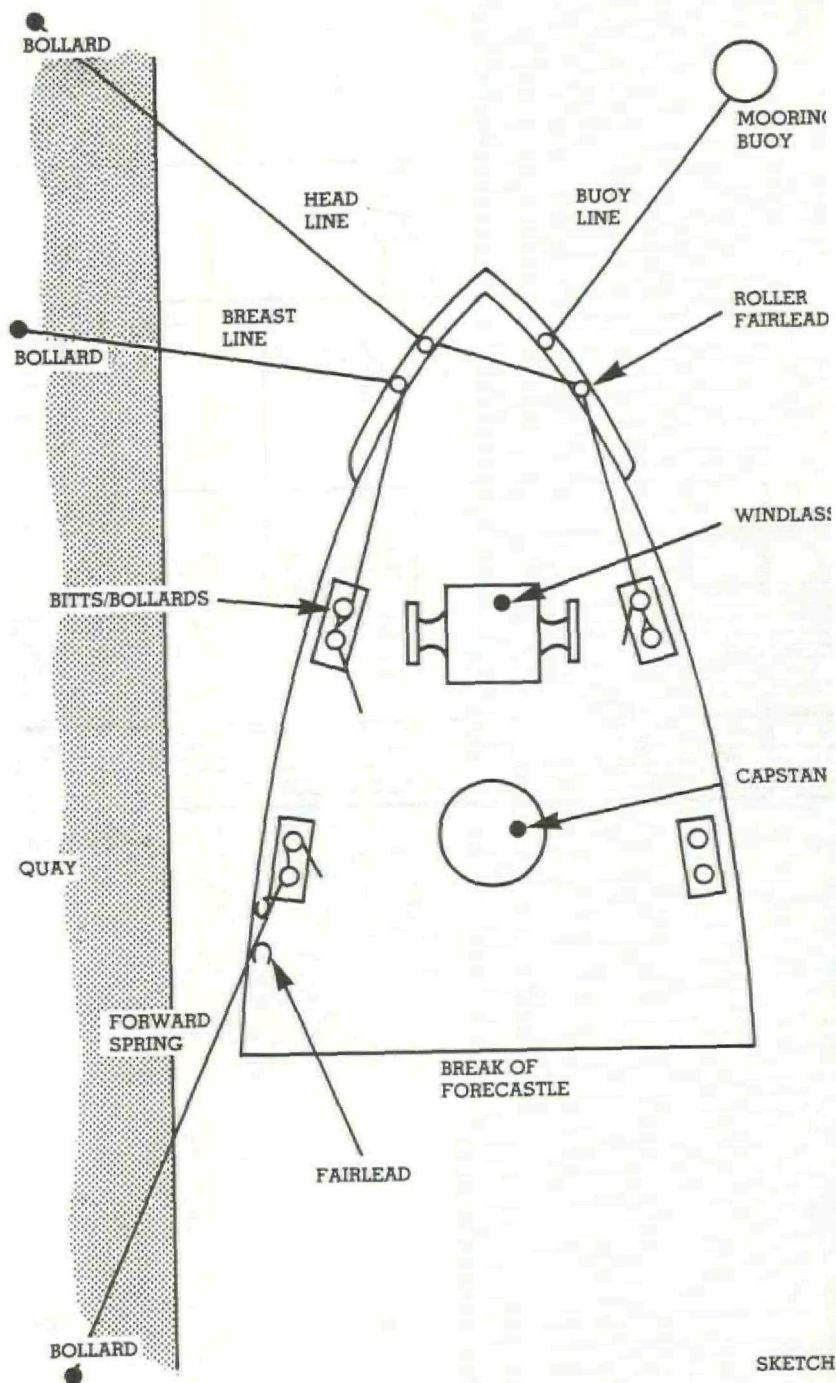 BOLLARD
MOORING
BUOY
HEAD
LINE
BUOY
LINE
BREAST
LINE
ROLLER
FAIRLEAD
BOLLARD
WINDLASS
BITTS/BOLLARDS
CAPSTAN
QUAY
FORWARD
SPRING
BREAK OF
FORECASTLE
FAIRLEAD
BOLLARD
SKETCH